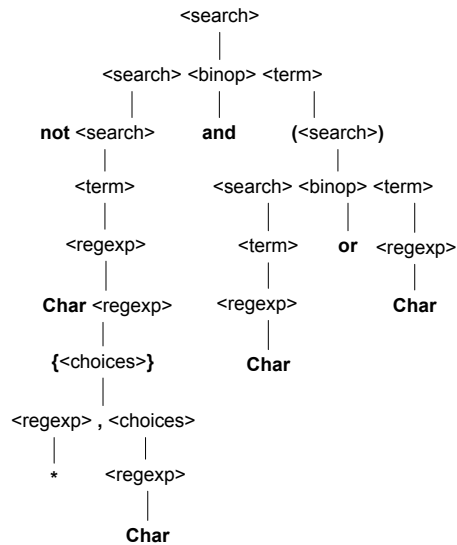 <search>
<search> <binop> <term>
not <search> and (<search>)
<term> <search> <binop> <term>
<regexp> <term> or <regexp>
Char <regexp> <regexp> Char
{<choices>} Char
<regexp> , <choices>
* <regexp>
Char